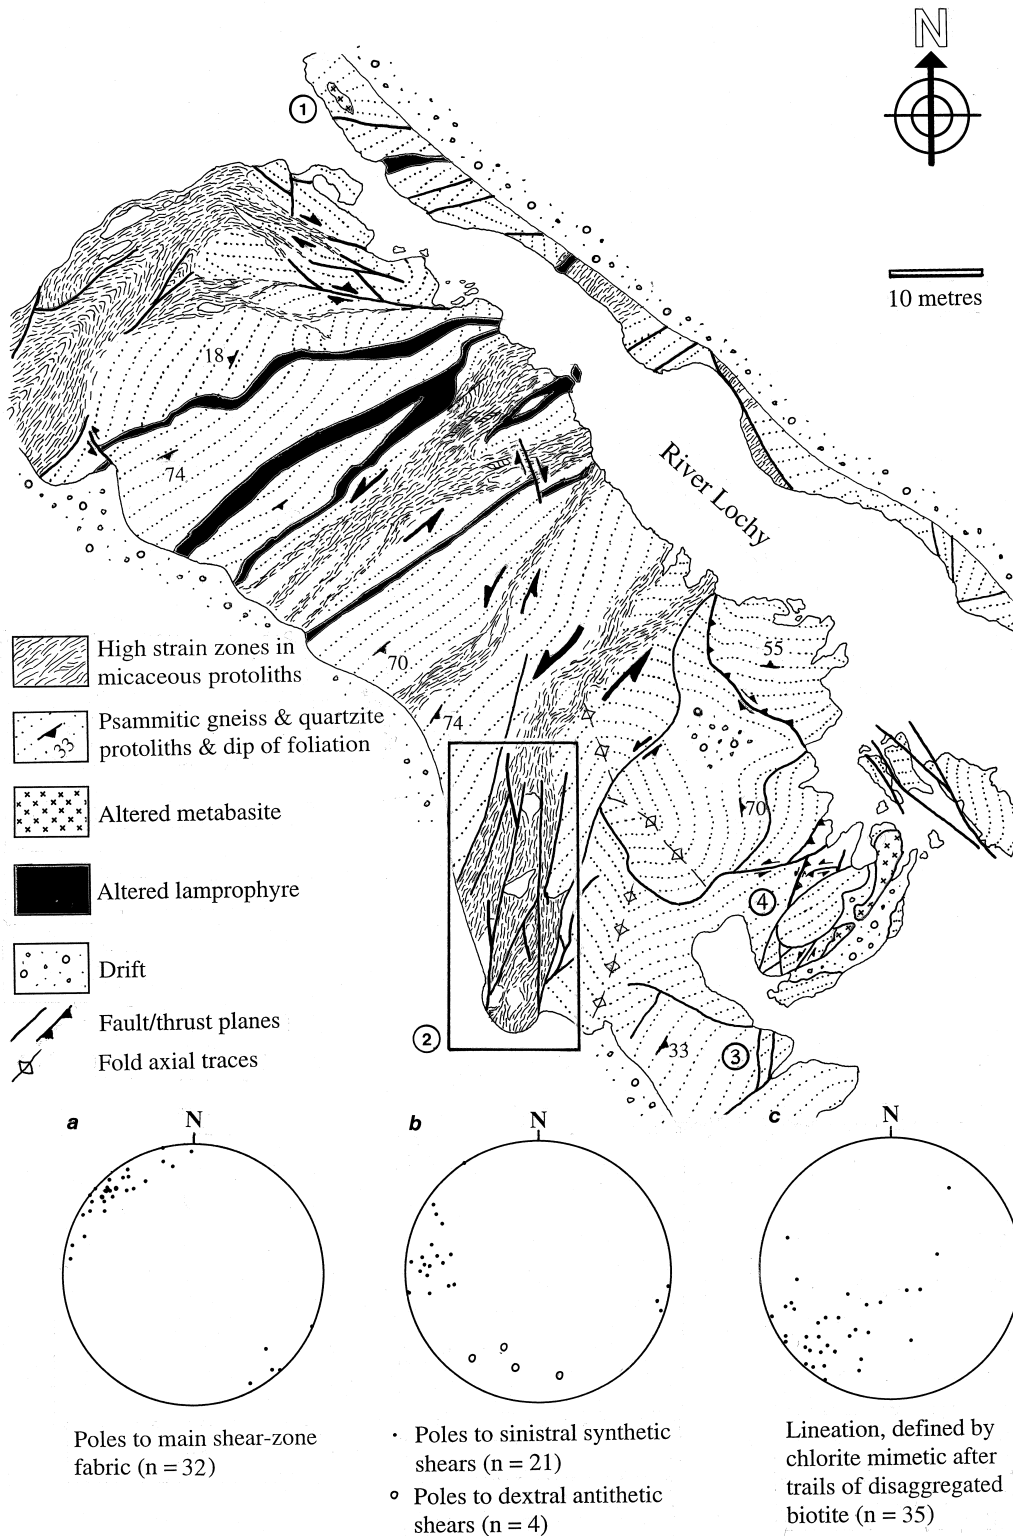 N
1
10 metres
18
74
River Lochy
High strain zones in
micaceous protoliths
70
55
Psammitic gneiss & quartzite
protoliths & dip of foliation
33
74
Altered metabasite
70
Altered lamprophyre
4
Drift
Fault/thrust planes
2
33
3
Fold axial traces
a
N
b
N
c
N
Poles to main shear-zone
fabric (n = 32)
· Poles to sinistral synthetic
shears (n = 21)
o Poles to dextral antithetic
shears (n = 4)
Lineation, defined by
chlorite mimetic after
trails of disaggregated
biotite (n = 35)